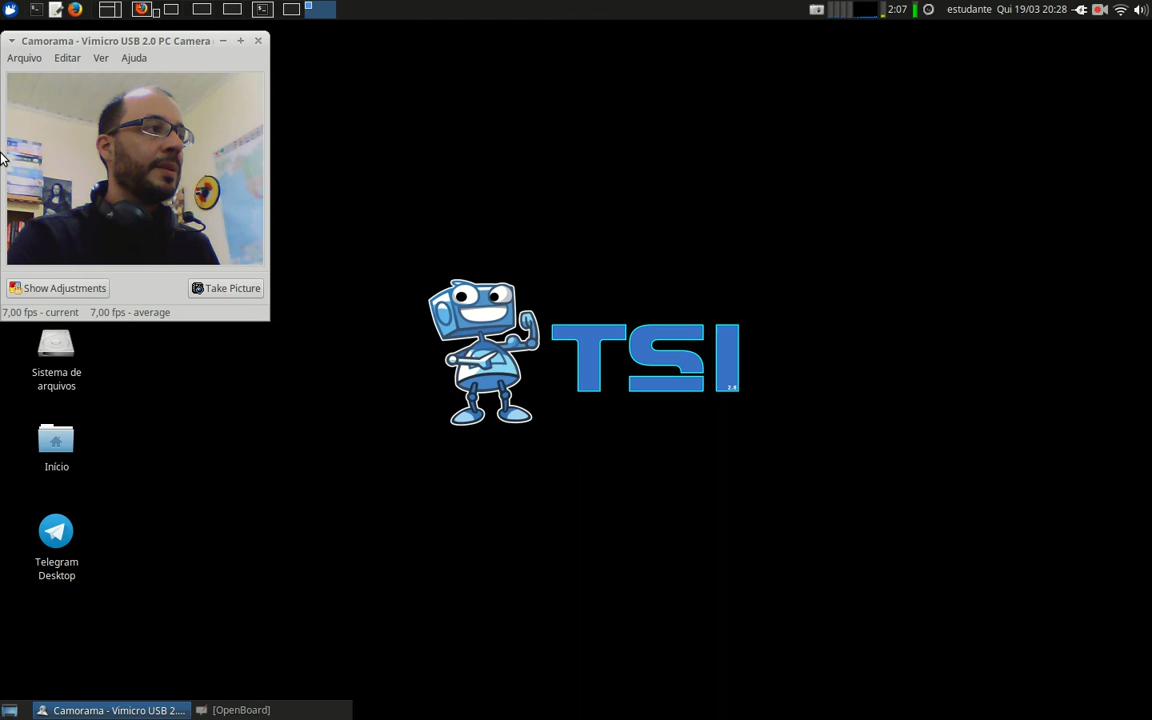 2:07
estudante Qui 19/03 20:28
Camorama - Vimicro USB 2.0 PC Camera
Arquivo Editar Ver Ajuda
Show Adjustments
Take Picture
7,00 fps - current 7,00 fps - average
TSI
2.0
Sistema de
arquivos
Início
Telegram
Desktop
Camorama - Vimicro USB 2....
[OpenBoard]